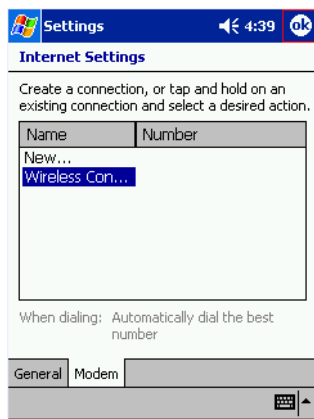 Settings 4:39 ok
Internet Settings
Create a connection, or tap and hold on an
existing connection and select a desired action.
Name Number
New...
Wireless Con...
When dialing: Automatically dial the best
number
General Modem